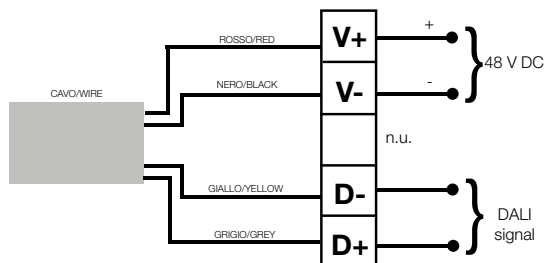 ROSSO/RED
V+
+
CAVO/WIRE
NERO/BLACK
V-
-
48 V DC
n.u.
GIALLO/YELLOW
D-
GRIGIO/GREY
D+
DALI
signal